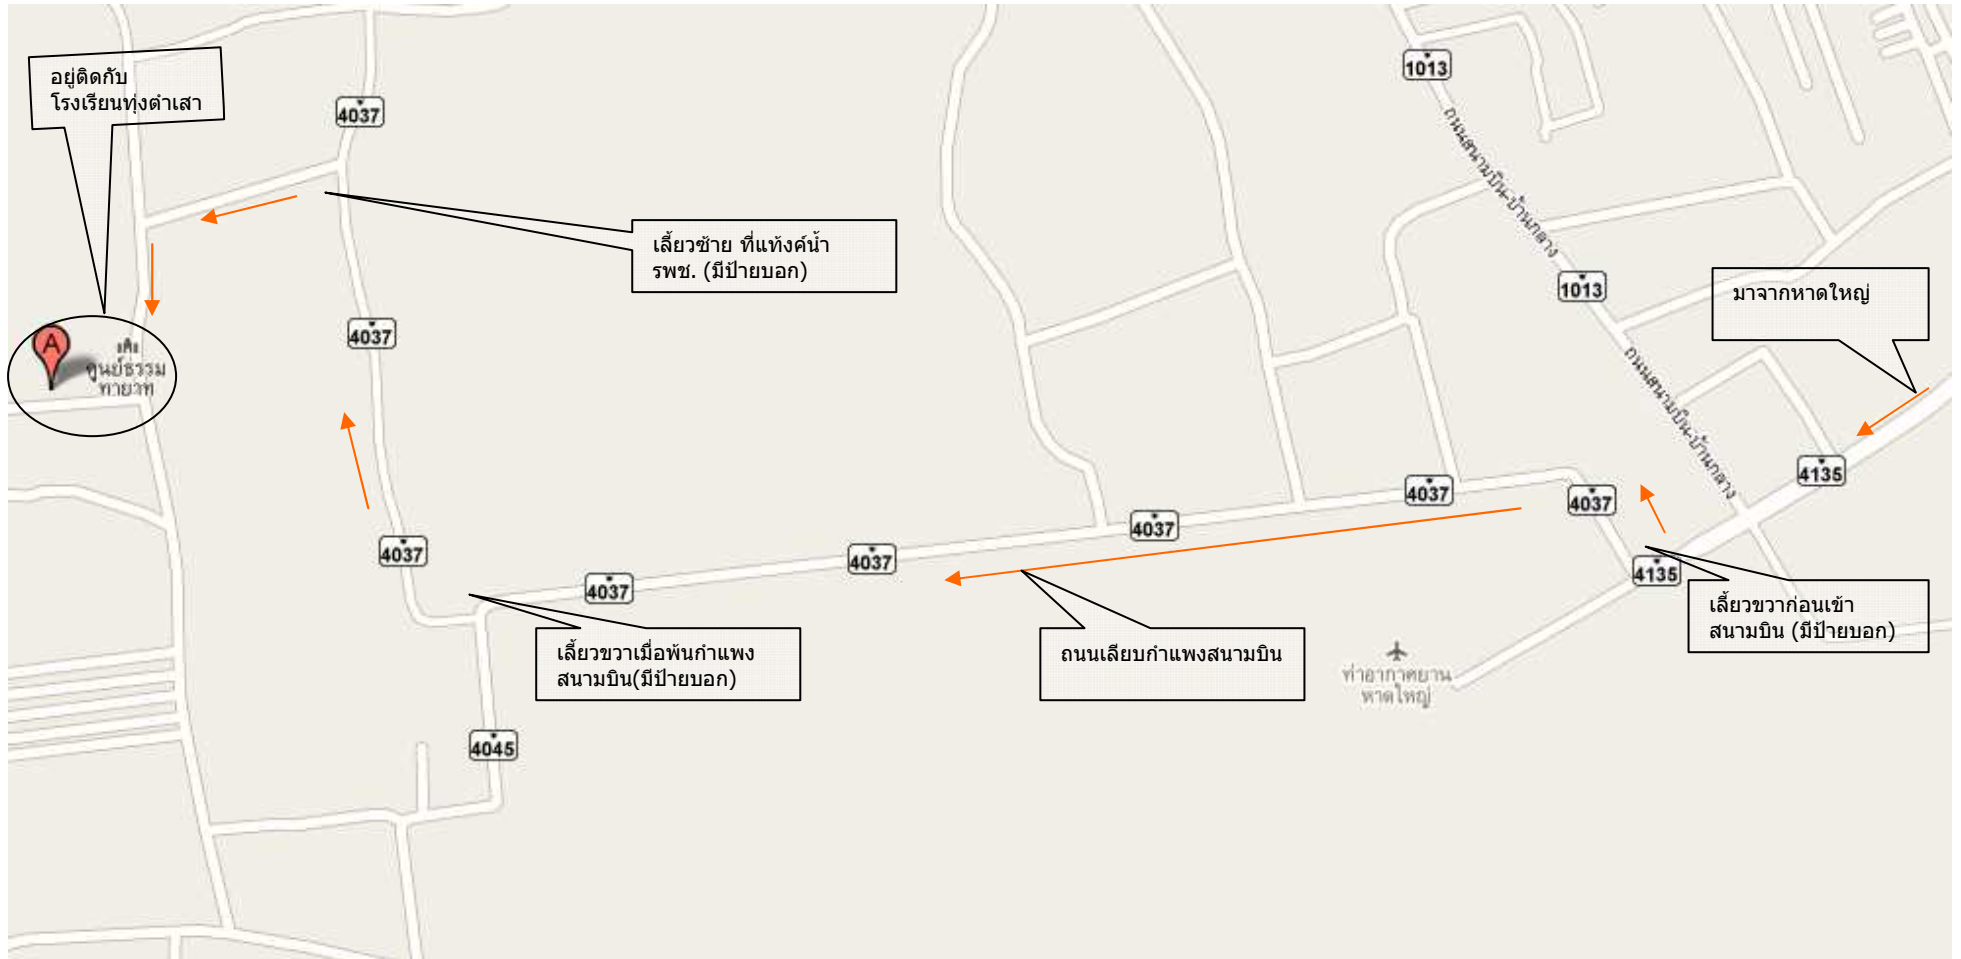 อยู่ติดกับ
โรงเรียนทุ่งตำเสา
4037
1013
ถนนสนามบิน-บ้านกลาง
เลี้ยวซ้าย ที่แท้งค์น้ำ
รพช. (มีป้ายบอก)
1013
มาจากหาดใหญ่
4037
A
ศูนย์ธรรม
ทายาท
ถนนสนามบิน-บ้านกลาง
4135
4037
4037
4037
4037
4037
4037
4135
เลี้ยวขวาก่อนเข้า
สนามบิน (มีป้ายบอก)
เลี้ยวขวาเมื่อพ้นกำแพง
สนามบิน(มีป้ายบอก)
ถนนเลียบกำแพงสนามบิน
ท่าอากาศยาน
หาดใหญ่
4045